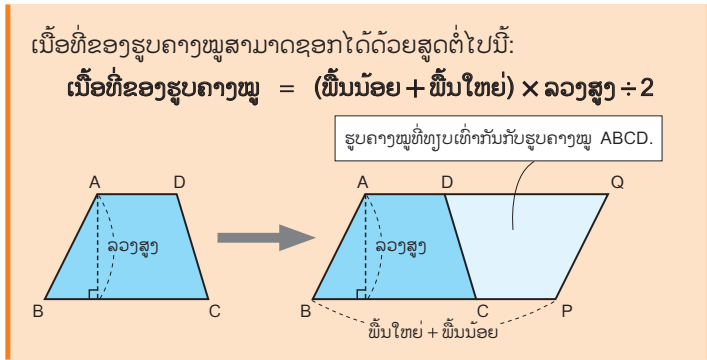 ເນື້ອທີ່ຂອງຮູບຄາງໝູສາມາດຊອກໄດ້ດ້ວຍສູດຕໍ່ໄປນີ້:
ເນື້ອທີ່ຂອງຮູບຄາງໝູ = (ພື້ນນ້ອຍ + ພື້ນໃຫຍ່) × ລວງສູງ ÷ 2
ຮູບຄາງໝູທີ່ທຽບເທົ່າກັນກັບຮູບຄາງໝູ ABCD.
A D A D Q
ລວງສູງ ລວງສູງ
B C B C P
ພື້ນໃຫຍ່ + ພື້ນນ້ອຍ